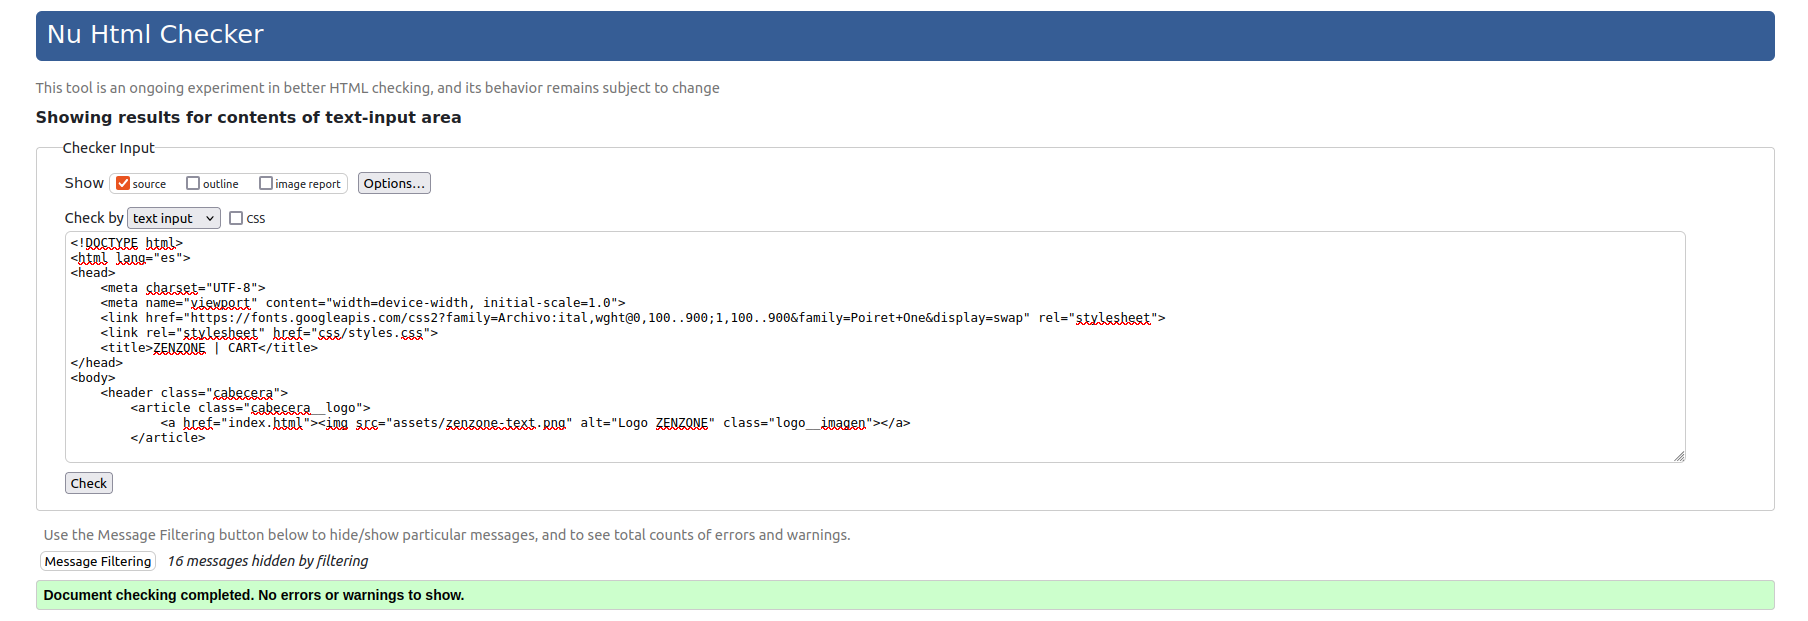 Nu Html Checker
This tool is an ongoing experiment in better HTML checking, and its behavior remains subject to change
Showing results for contents of text-input area
Checker Input
Show source outline image report Options...
Check by text input css
<!DOCTYPE html>
<html lang="es">
<head>
    <meta charset="UTF-8">
    <meta name="viewport" content="width=device-width, initial-scale=1.0">
    <link href="https://fonts.googleapis.com/css2?family=Archivo:ital,wght@0,100..900;1,100..900&family=Poiret+One&display=swap" rel="stylesheet">
    <link rel="stylesheet" href="css/styles.css">
    <title>ZENZONE | CART</title>
</head>
<body>
    <header class="cabecera">
        <article class="cabecera__logo">
            <a href="index.html"><img src="assets/zenzone-text.png" alt="Logo ZENZONE" class="logo__imagen"></a>
        </article>
Check
Use the Message Filtering button below to hide/show particular messages, and to see total counts of errors and warnings.
Message Filtering 16 messages hidden by filtering
Document checking completed. No errors or warnings to show.